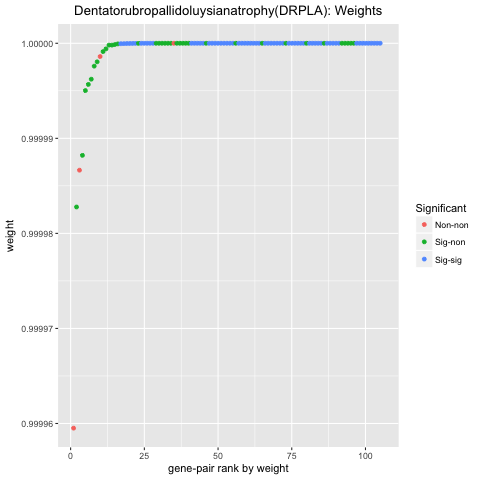 Dentatorubropallidoluysianatrophy(DRPLA): Weights
1.00000
0.99999
0.99998
0.99997
0.99996
weight
0 25 50 75 100
gene-pair rank by weight
Significant
Non-non
Sig-non
Sig-sig